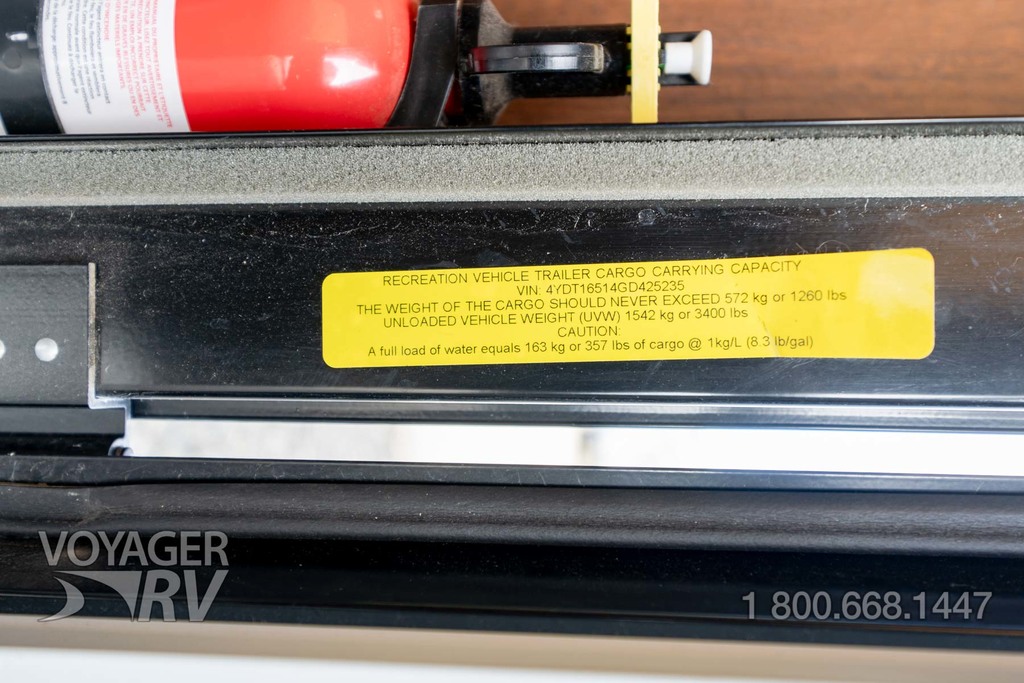 RECREATION VEHICLE TRAILER CARGO CARRYING CAPACITY
VIN: 4YDT16514GD425235
THE WEIGHT OF THE CARGO SHOULD NEVER EXCEED 572 kg or 1260 lbs
UNLOADED VEHICLE WEIGHT (UVW) 1542 kg or 3400 lbs
CAUTION:
A full load of water equals 163 kg or 357 lbs of cargo @ 1kg/L (8.3 lb/gal)
VOYAGER
RV
1 800.668.1447